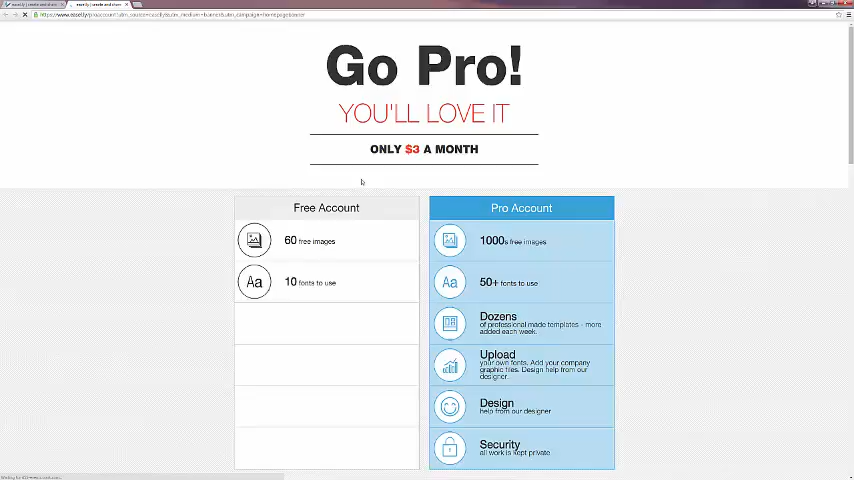 Go Pro!
YOU'LL LOVE IT
ONLY $3 A MONTH
Free Account
60 free images
Aa
10 fonts to use
Pro Account
1000s free images
Aa
50+ fonts to use
Dozens
of professional made templates - more
added each week.
Upload
your own fonts. Add your company
graphic files. Design help from our
designer.
Design
help from our designer
Security
all work is kept private